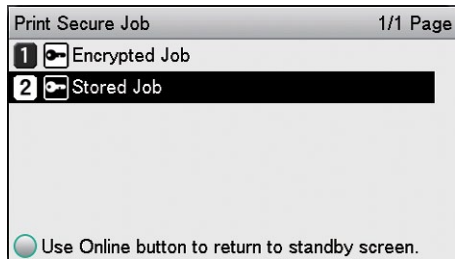 Print Secure Job 1/1 Page
1 Encrypted Job
2 Stored Job
Use Online button to return to standby screen.